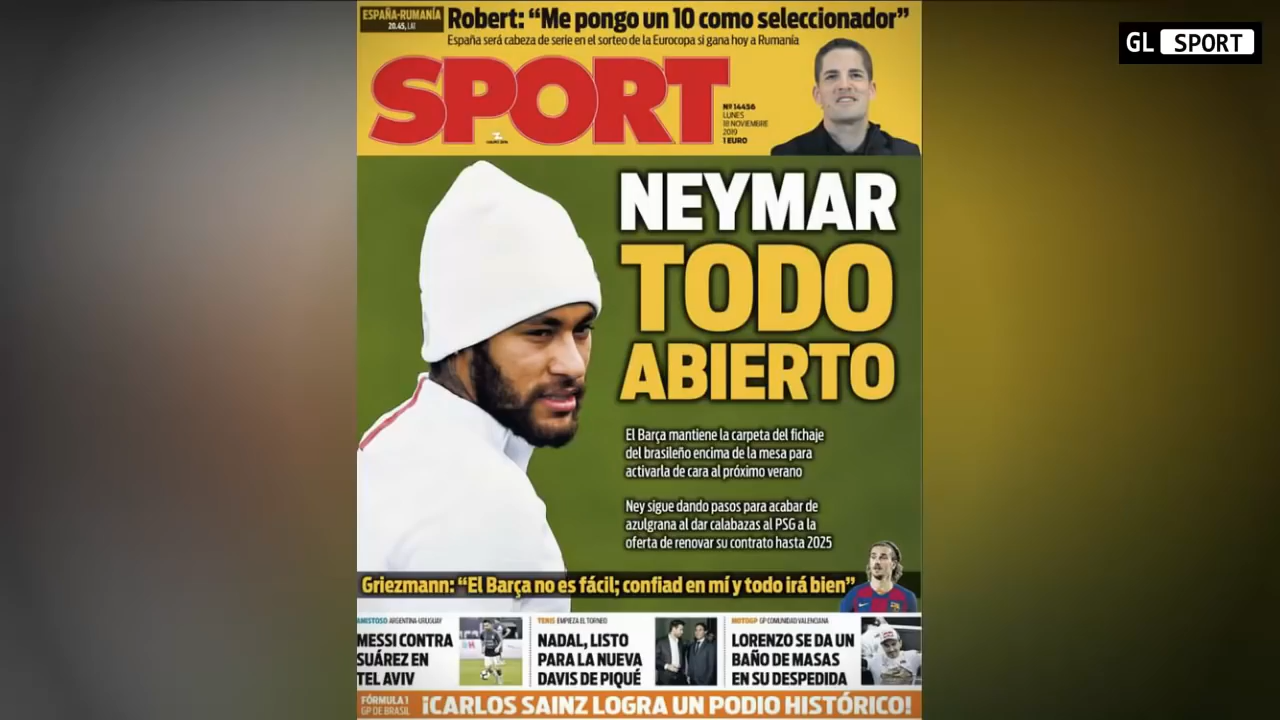 GL SPORT
ESPAÑA-RUMANÍA
20.45, LA1
Robert: “Me pongo un 10 como seleccionador”
España será cabeza de serie en el sorteo de la Eurocopa si gana hoy a Rumanía
SPORT
Nº 14456
LUNES
18 NOVIEMBRE
2019
1 EURO
NEYMAR
TODO
ABIERTO
El Barça mantiene la carpeta del fichaje
del brasileño encima de la mesa para
activarla de cara al próximo verano
Ney sigue dando pasos para acabar de
azulgrana al dar calabazas al PSG a la
oferta de renovar su contrato hasta 2025
Griezmann: “El Barça no es fácil; confiad en mí y todo irá bien”
AMISTOSO ARGENTINA-URUGUAY
MESSI CONTRA
SUÁREZ EN
TEL AVIV
TENIS EMPIEZA EL TORNEO
NADAL, LISTO
PARA LA NUEVA
DAVIS DE PIQUÉ
MOTOGP GP COMUNIDAD VALENCIANA
LORENZO SE DA UN
BAÑO DE MASAS
EN SU DESPEDIDA
FÓRMULA 1
GP DE BRASIL
¡CARLOS SAINZ LOGRA UN PODIO HISTÓRICO!